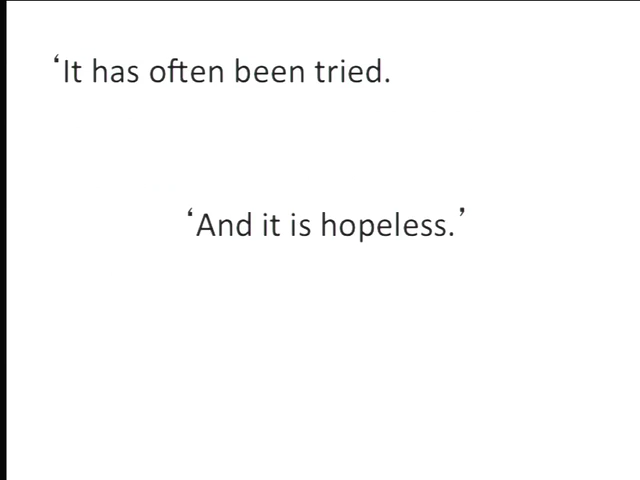 ‘It has often been tried.
‘And it is hopeless.’